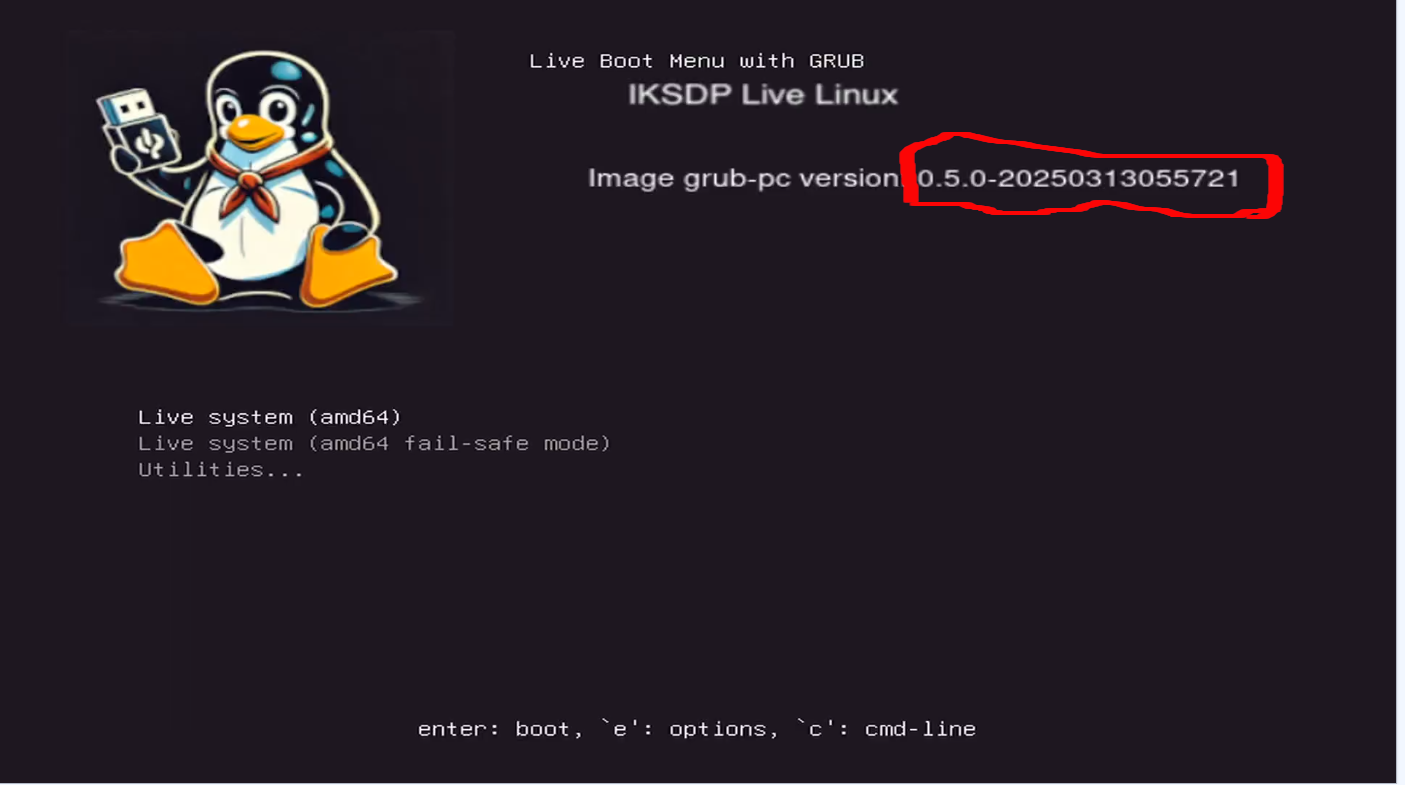 Live Boot Menu with GRUB
IKSDP Live Linux
Image grub-pc version: 0.5.0-20250313055721
Live system (amd64)
Live system (amd64 fail-safe mode)
Utilities...
enter: boot, `e': options, `c': cmd-line